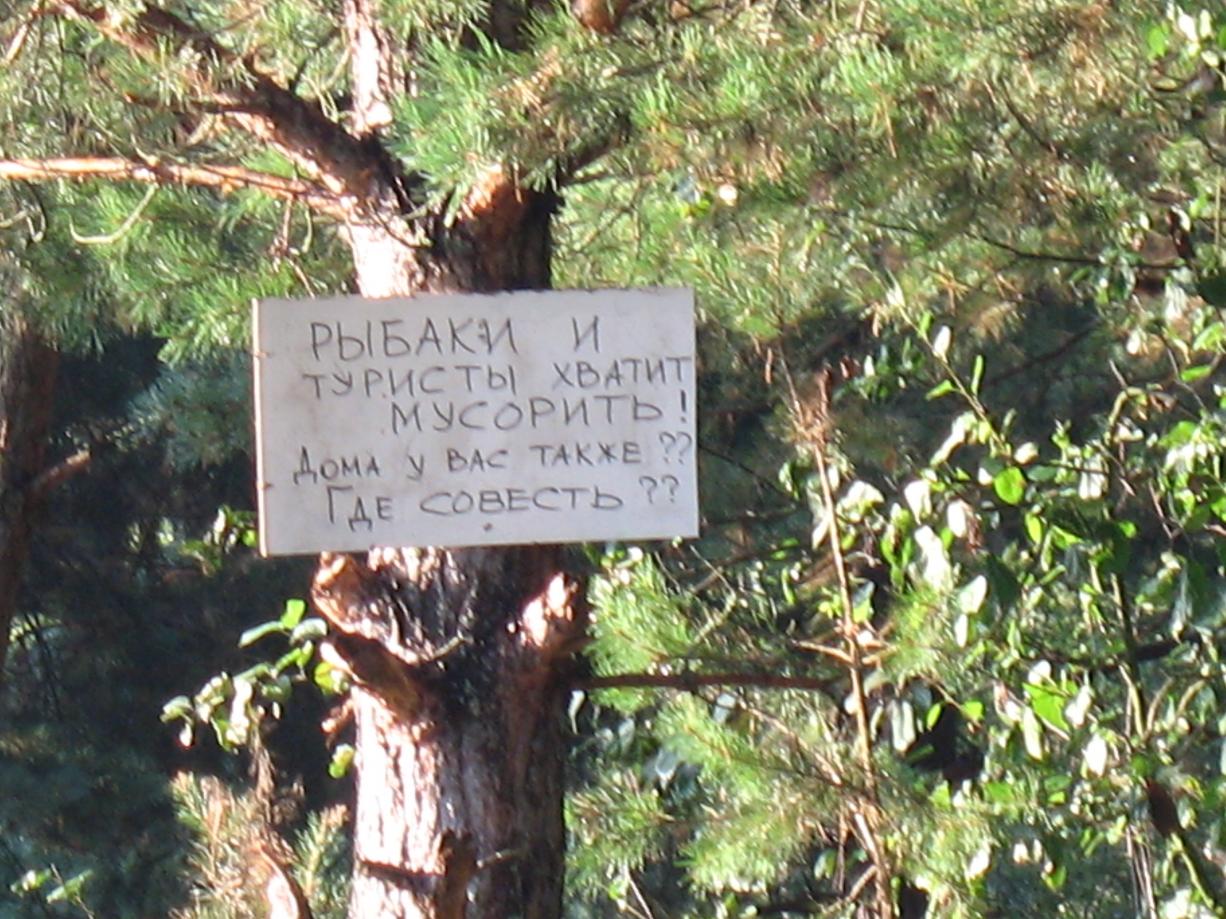 РЫБАКИ И
ТУРИСТЫ ХВАТИТ
МУСОРИТЬ!
ДОМА У ВАС ТАКЖЕ??
ГДЕ СОВЕСТЬ??